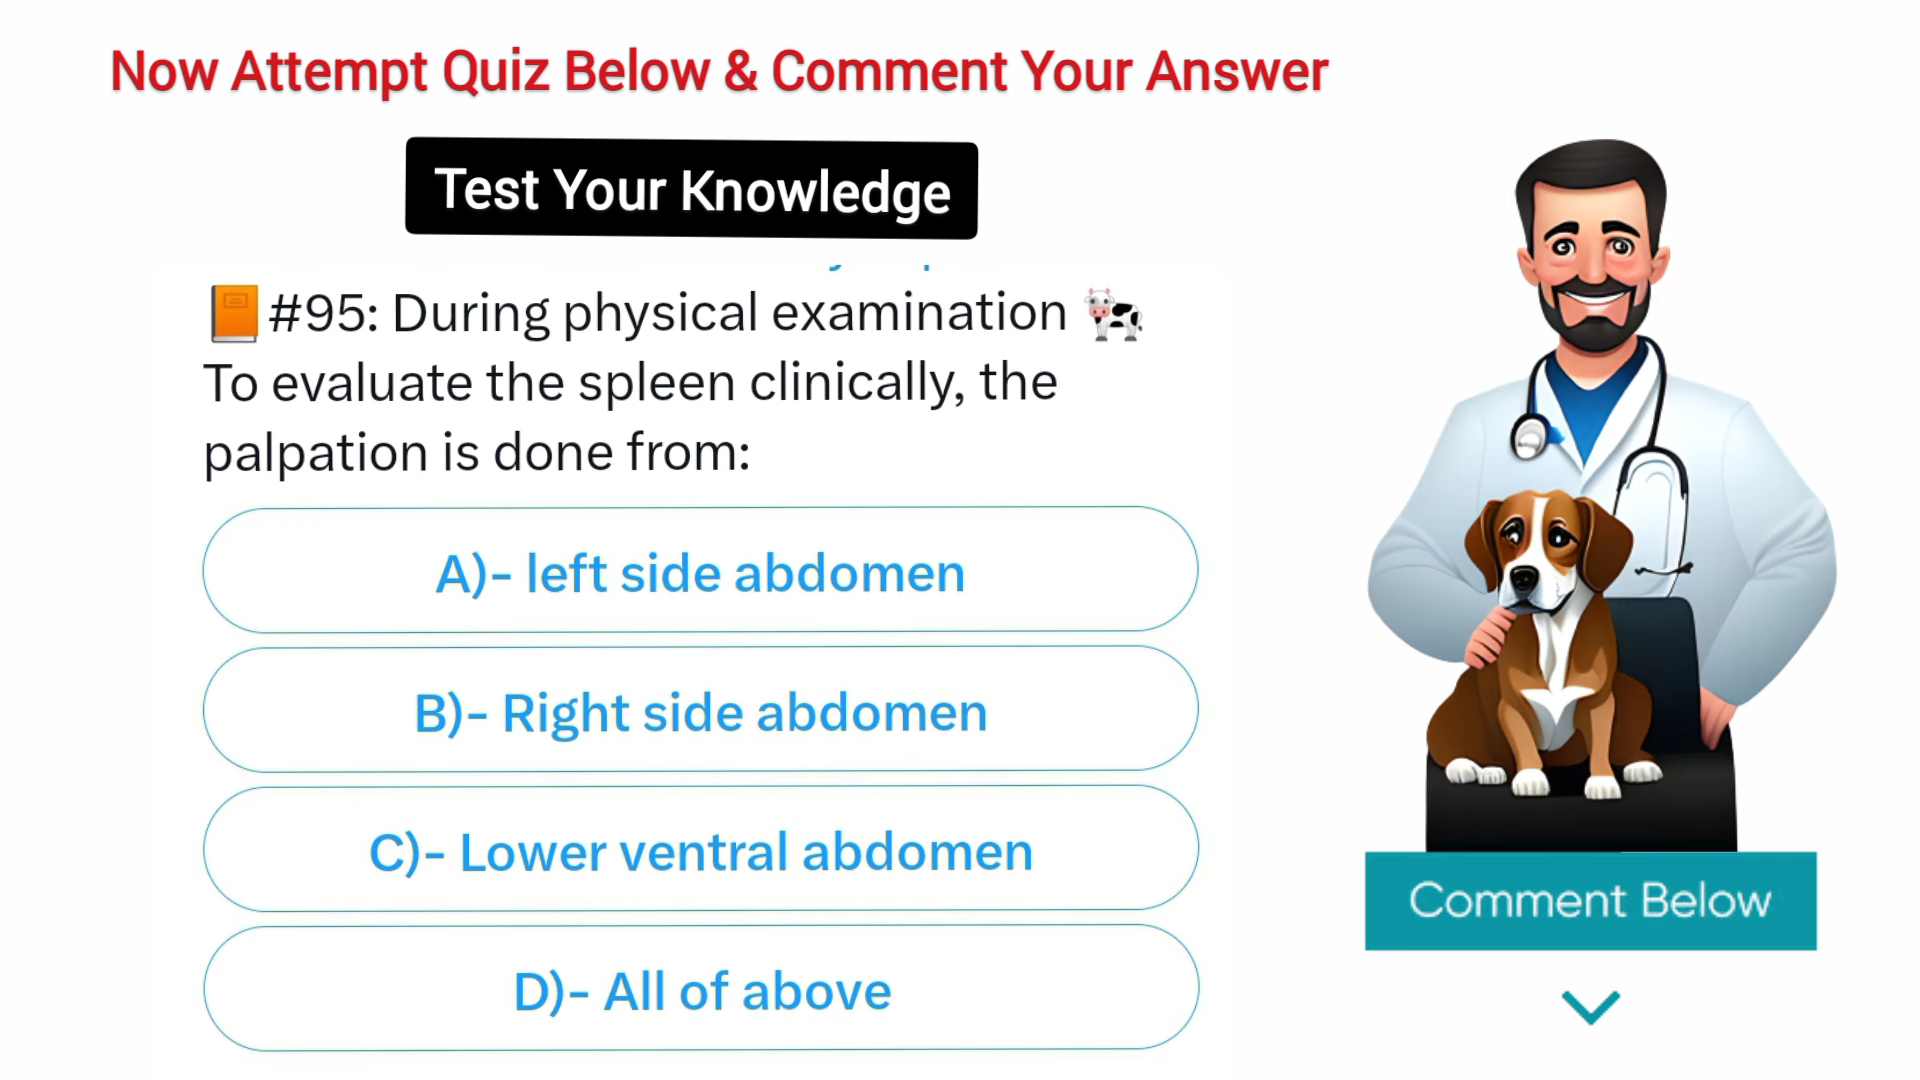 Now Attempt Quiz Below & Comment Your Answer
Test Your Knowledge
📙#95: During physical examination 🐄
To evaluate the spleen clinically, the
palpation is done from:
A)- left side abdomen
B)- Right side abdomen
C)- Lower ventral abdomen
D)- All of above
Comment Below